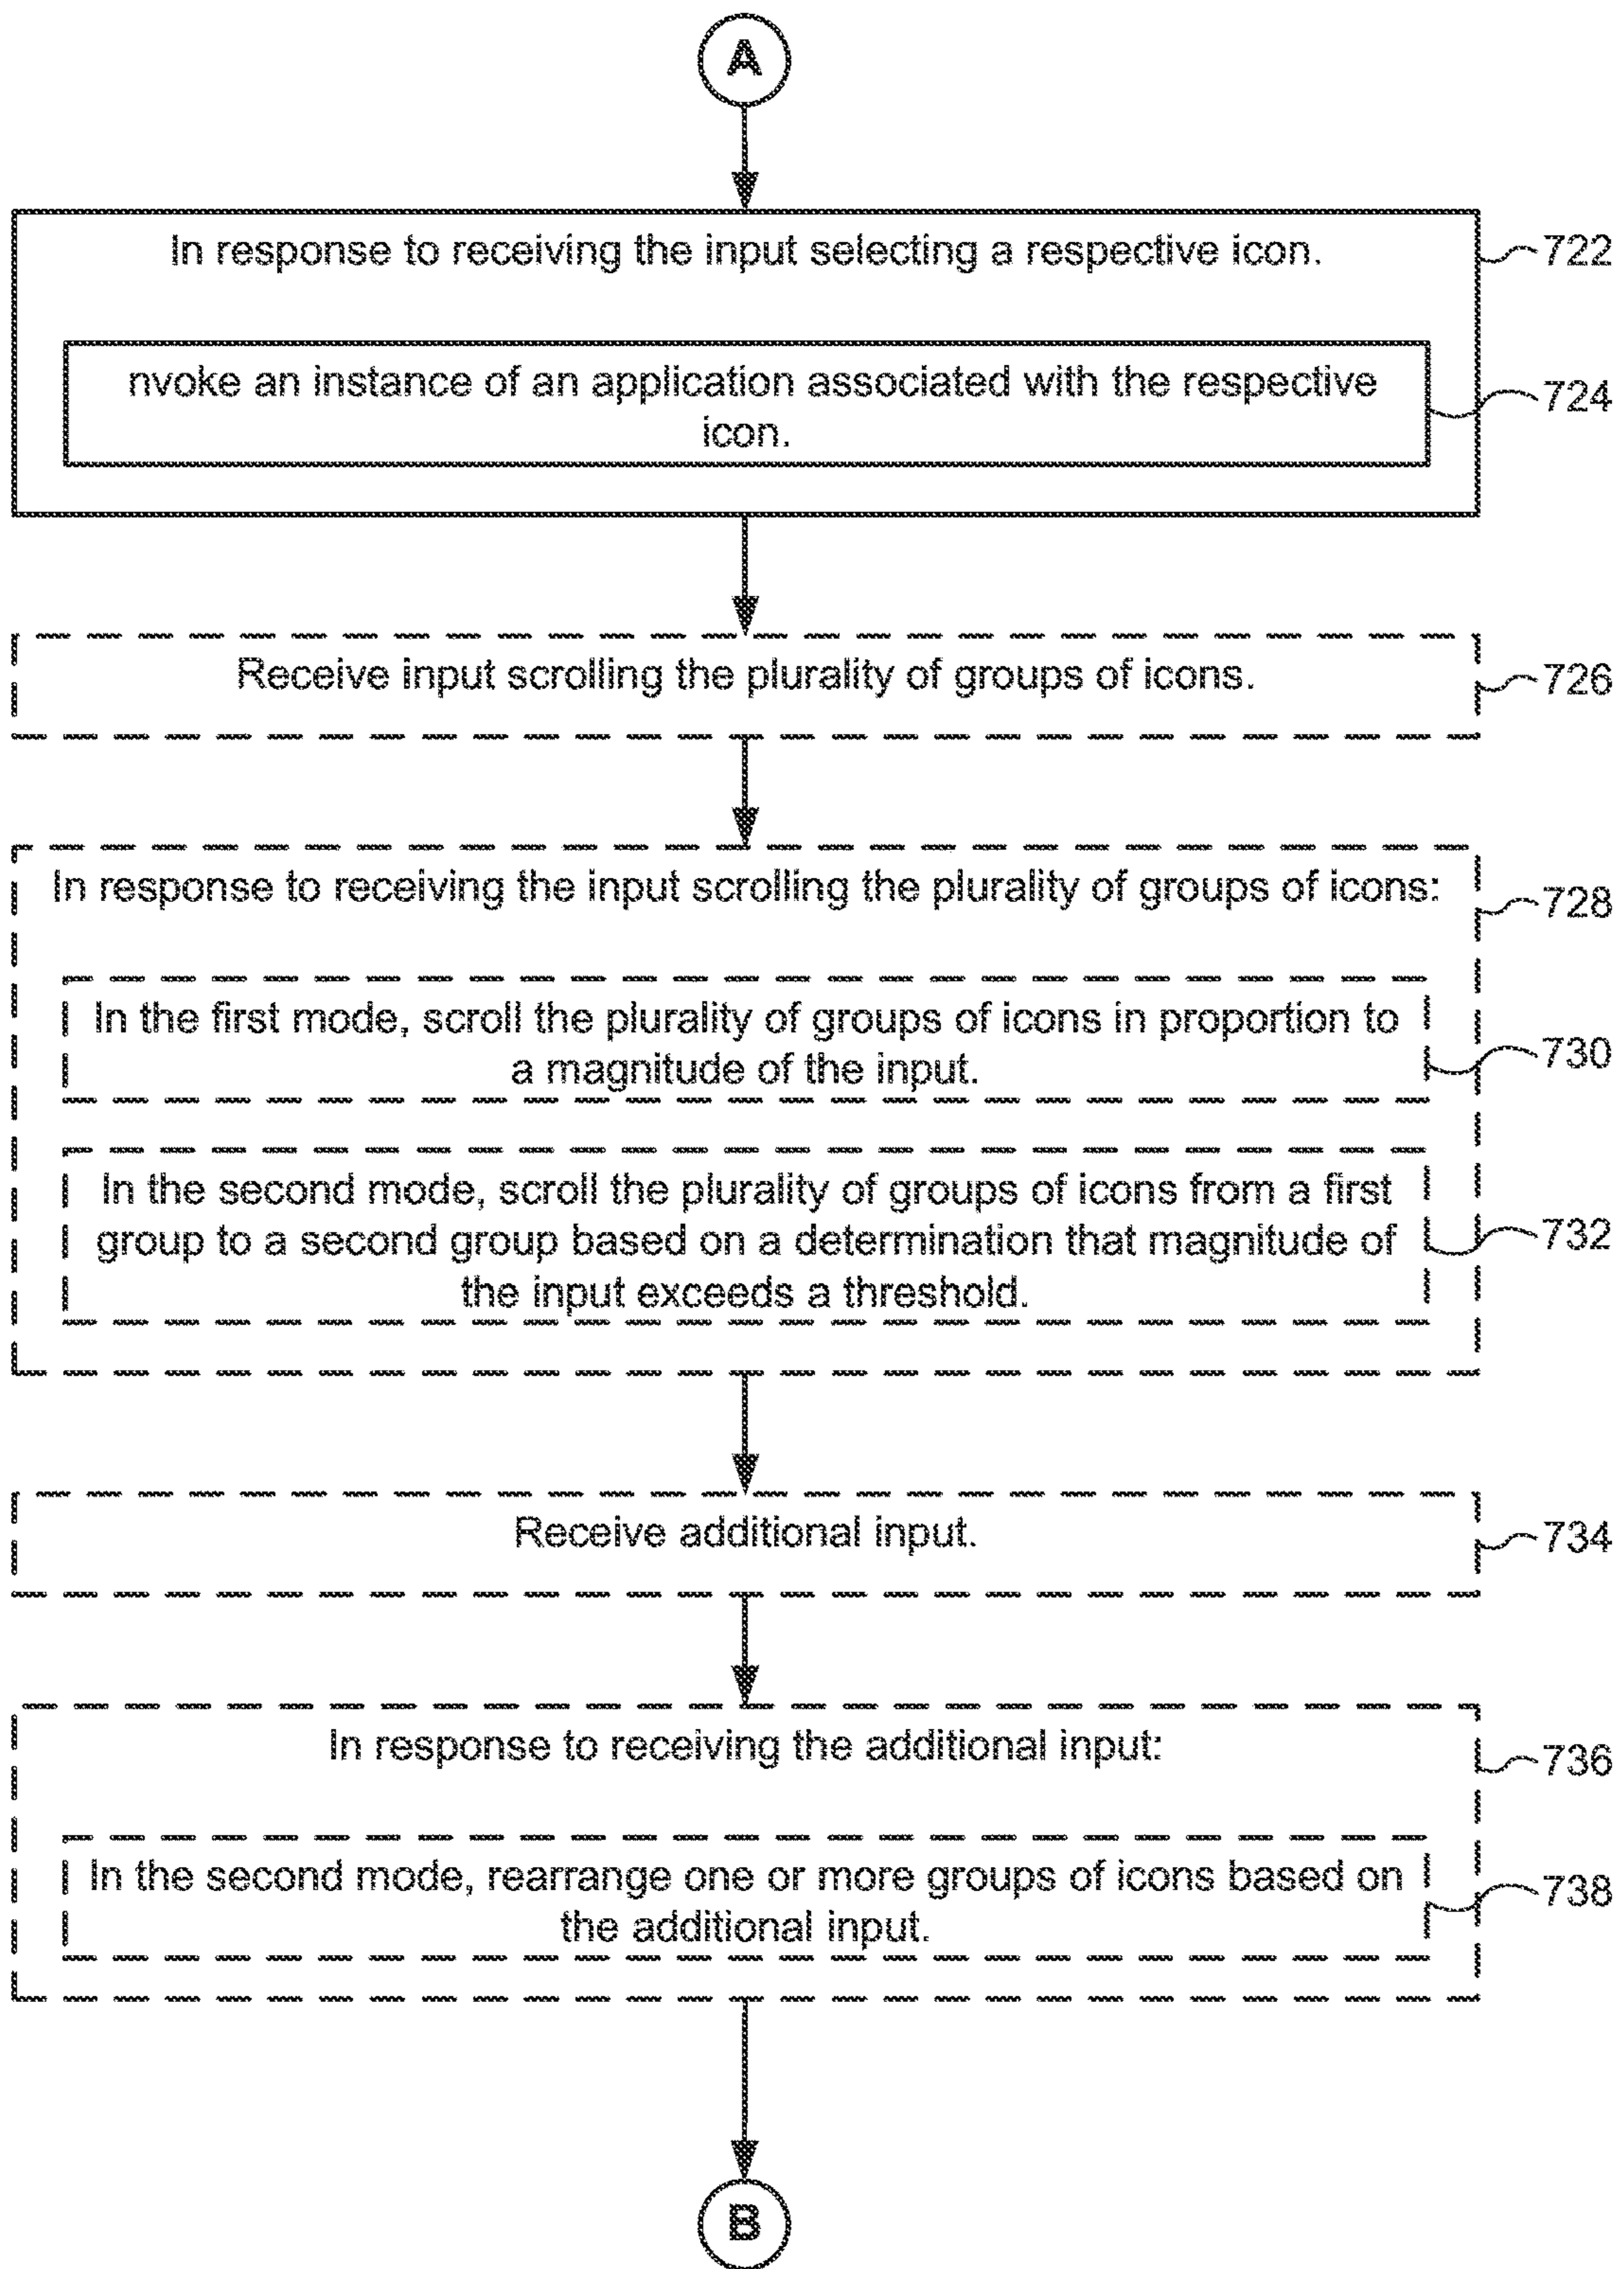 A
In response to receiving the input selecting a respective icon.
722
nvoke an instance of an application associated with the respective
icon.
724
Receive input scrolling the plurality of groups of icons.
726
In response to receiving the input scrolling the plurality of groups of icons:
728
In the first mode, scroll the plurality of groups of icons in proportion to
a magnitude of the input.
730
In the second mode, scroll the plurality of groups of icons from a first
group to a second group based on a determination that magnitude of
the input exceeds a threshold.
732
Receive additional input.
734
In response to receiving the additional input:
736
In the second mode, rearrange one or more groups of icons based on
the additional input.
738
B